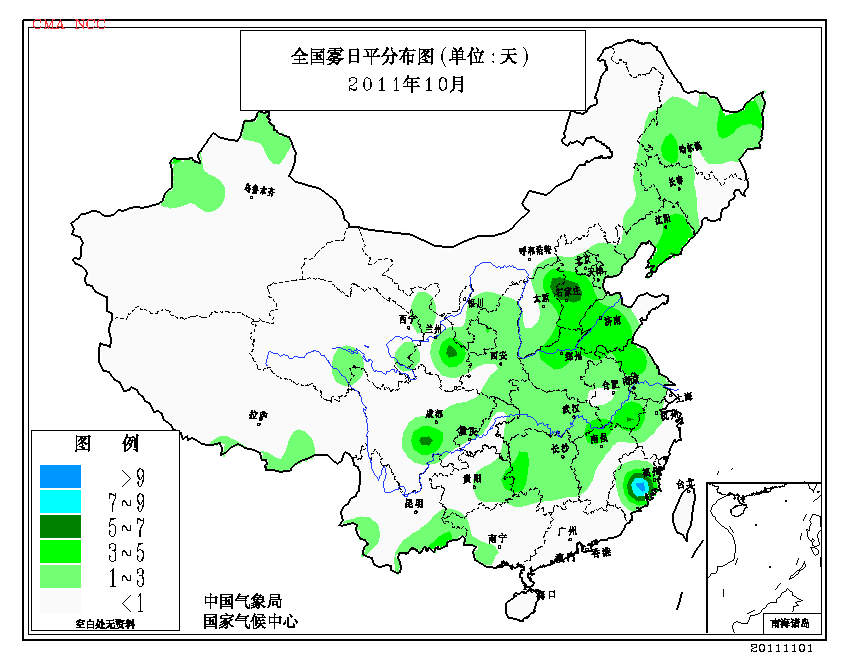 CMA NCC
全国雾日平分布图(单位:天)
2011年10月
哈尔滨
长春
沈阳
乌鲁木齐
呼和浩特
北京
天津
石家庄
太原
银川
济南
西宁
兰州
西安
郑州
合肥
南京
上海
拉萨
成都
重庆
武汉
杭州
南昌
长沙
贵阳
福州
台北
昆明
南宁
广州
澳门
香港
海口
图 例
>9
7~9
5~7
3~5
1~3
<1
空白处无资料
中国气象局
国家气候中心
南海诸岛
20111101